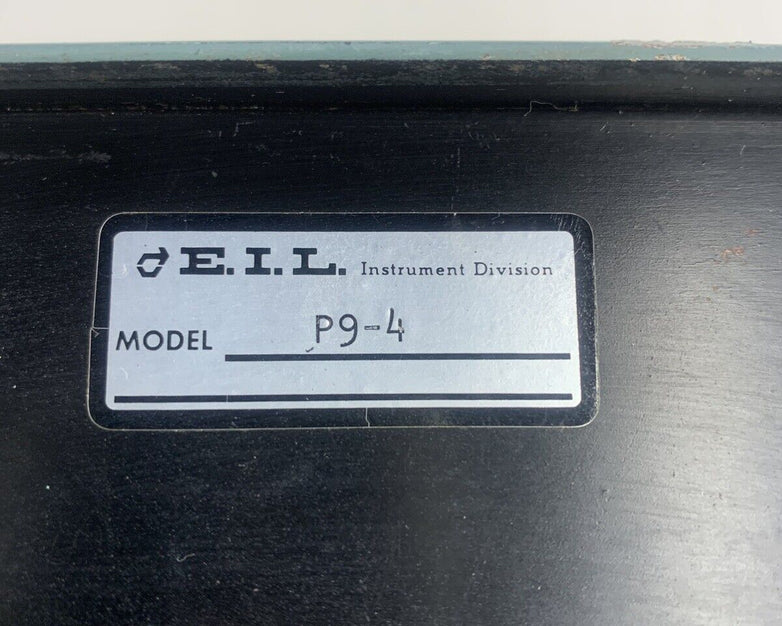 E.I.L. Instrument Division
MODEL P9-4